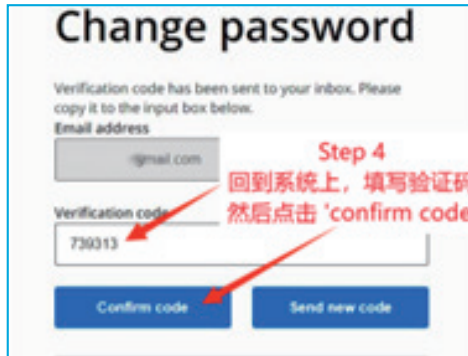 Change password
Verification code has been sent to your inbox. Please
copy it to the input box below.
Email address
@mail.com
Step 4
回到系统上，填写验证码
然后点击 'confirm code
Verification code
739313
Confirm code
Send new code